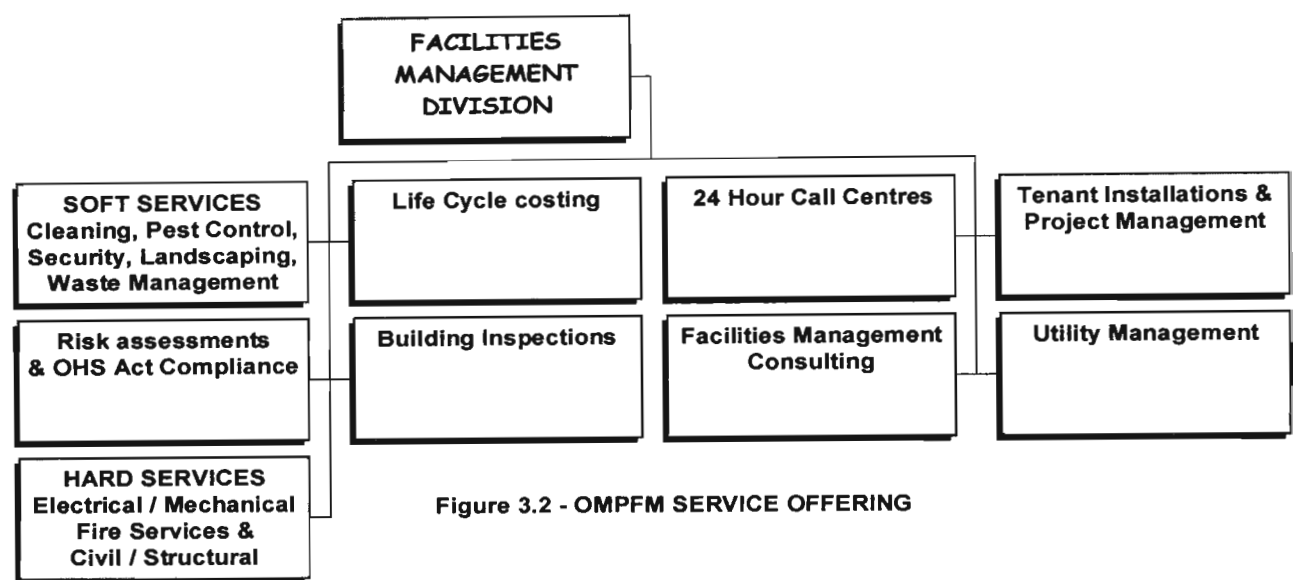 FACILITIES
MANAGEMENT
DIVISION
SOFT SERVICES
Cleaning, Pest Control,
Security, Landscaping,
Waste Management
Life Cycle costing
24 Hour Call Centres
Tenant Installations &
Project Management
Risk assessments
& OHS Act Compliance
Building Inspections
Facilities Management
Consulting
Utility Management
HARD SERVICES
Electrical / Mechanical
Fire Services &
Civil / Structural
Figure 3.2 - OMPFM SERVICE OFFERING